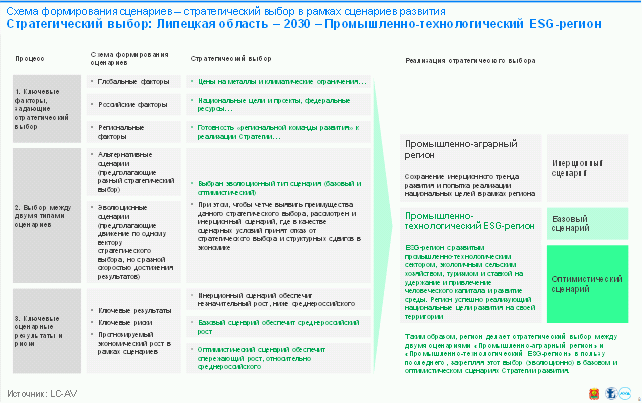 Схема формирования сценариев – стратегический выбор в рамках сценариев развития
Стратегический выбор: Липецкая область – 2030 – Промышленно-технологический ESG-регион
Процесс
Схема формирования
сценариев
Стратегический выбор
Реализация стратегического выбора
1. Ключевые
факторы,
задающие
стратегический
выбор
• Глобальные факторы
• Цены на металлы и климатические ограничения…
• Российские факторы
• Национальные цели и проекты, федеральные
ресурсы…
• Региональные
факторы
• Готовность «региональной команды развития» к
реализации Стратегии…
2. Выбор между
двумя типами
сценариев
• Альтернативные
сценарии
(предполагающие
разный стратегический
выбор)
• Эволюционные
сценарии
(предполагающие
движение по одному
вектору
стратегического
выбора, но с разной
скоростью достижения
результатов)
• Выбран эволюционный тип сценария (базовый и
оптимистический)
• При этом, чтобы четче выявить преимущества
данного стратегического выбора, рассмотрен и
инерционный сценарий, где в качестве
сценарных условий принят отказ от
стратегического выбора и структурных сдвигов в
экономике
3. Ключевые
сценарные
результаты и
риски
• Ключевые результаты
• Ключевые риски
• Прогнозируемый
экономический рост в
рамках сценариев
• Инерционный сценарий обеспечит
незначительный рост, ниже среднероссийского
• Базовый сценарий обеспечит среднероссийский
рост
• Оптимистический сценарий обеспечит
опережающий рост, относительно
среднероссийского
Промышленно-аграрный
регион
Сохранение инерционного тренда
развития и попытка реализации
национальных целей в рамках региона
Инерционный
сценарий
Промышленно-
технологический ESG-регион
ESG-регион с развитым
промышленно-технологическим
сектором, экологичным сельским
хозяйством, туризмом и ставкой на
удержание и привлечение
человеческого капитала и развитие
среды. Регион успешно реализующий
национальные цели развития на своей
территории
Базовый
сценарий
Оптимистический
сценарий
Таким образом, регион делает стратегический выбор между
двумя сценариями «Промышленно-аграрный регион» и
«Промышленно-технологический ESG-регион» в пользу
последнего, закрепляя этот выбор (эволюционно) в базовом и
оптимистическом сценариях Стратегии развития.
Источник: LC-AV